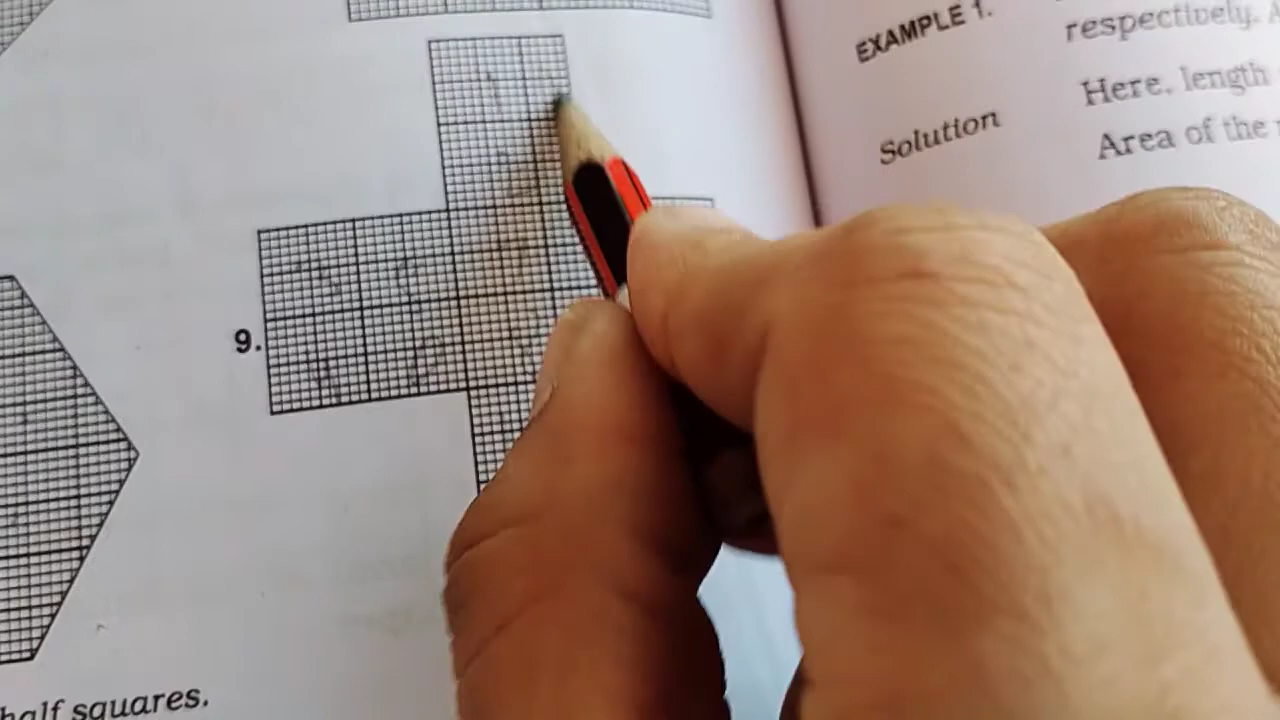 EXAMPLE 1.
respectively. A
Here, length
Solution
Area of the
9.
half squares.